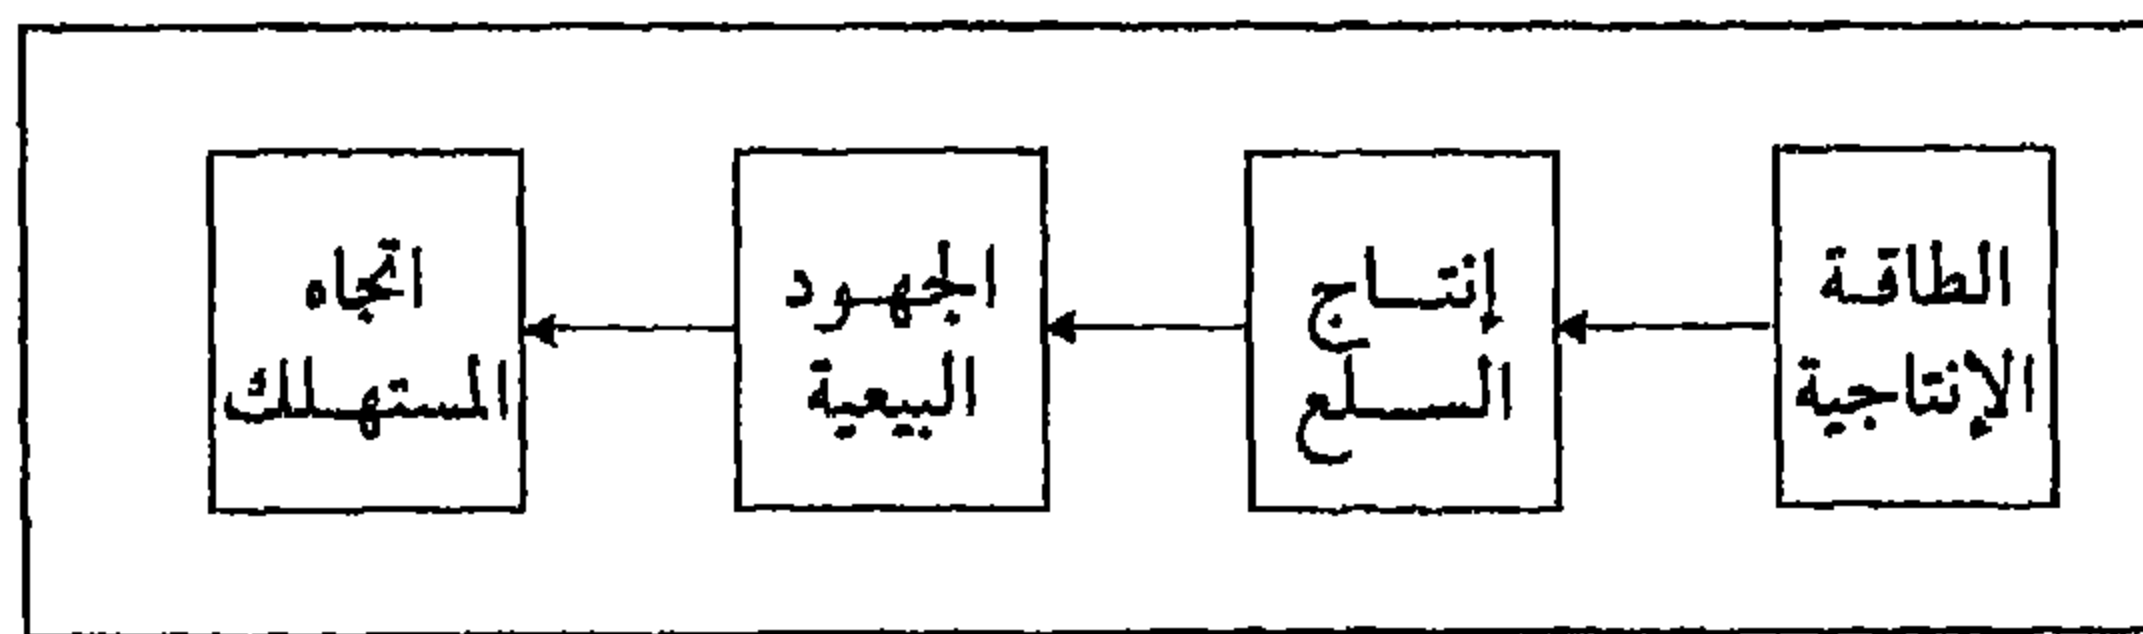 الطاقة
الإنتاجية
إنتاج
السلع
الجهود
البيعية
اتجاه
المستهلك